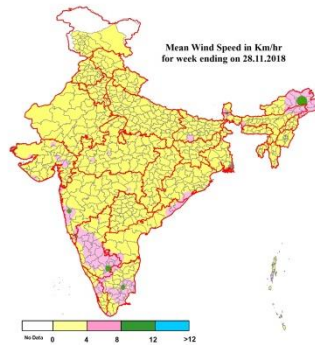 Mean Wind Speed in Km/hr
for week ending on 28.11.2018
No Data 0 4 8 12 >12